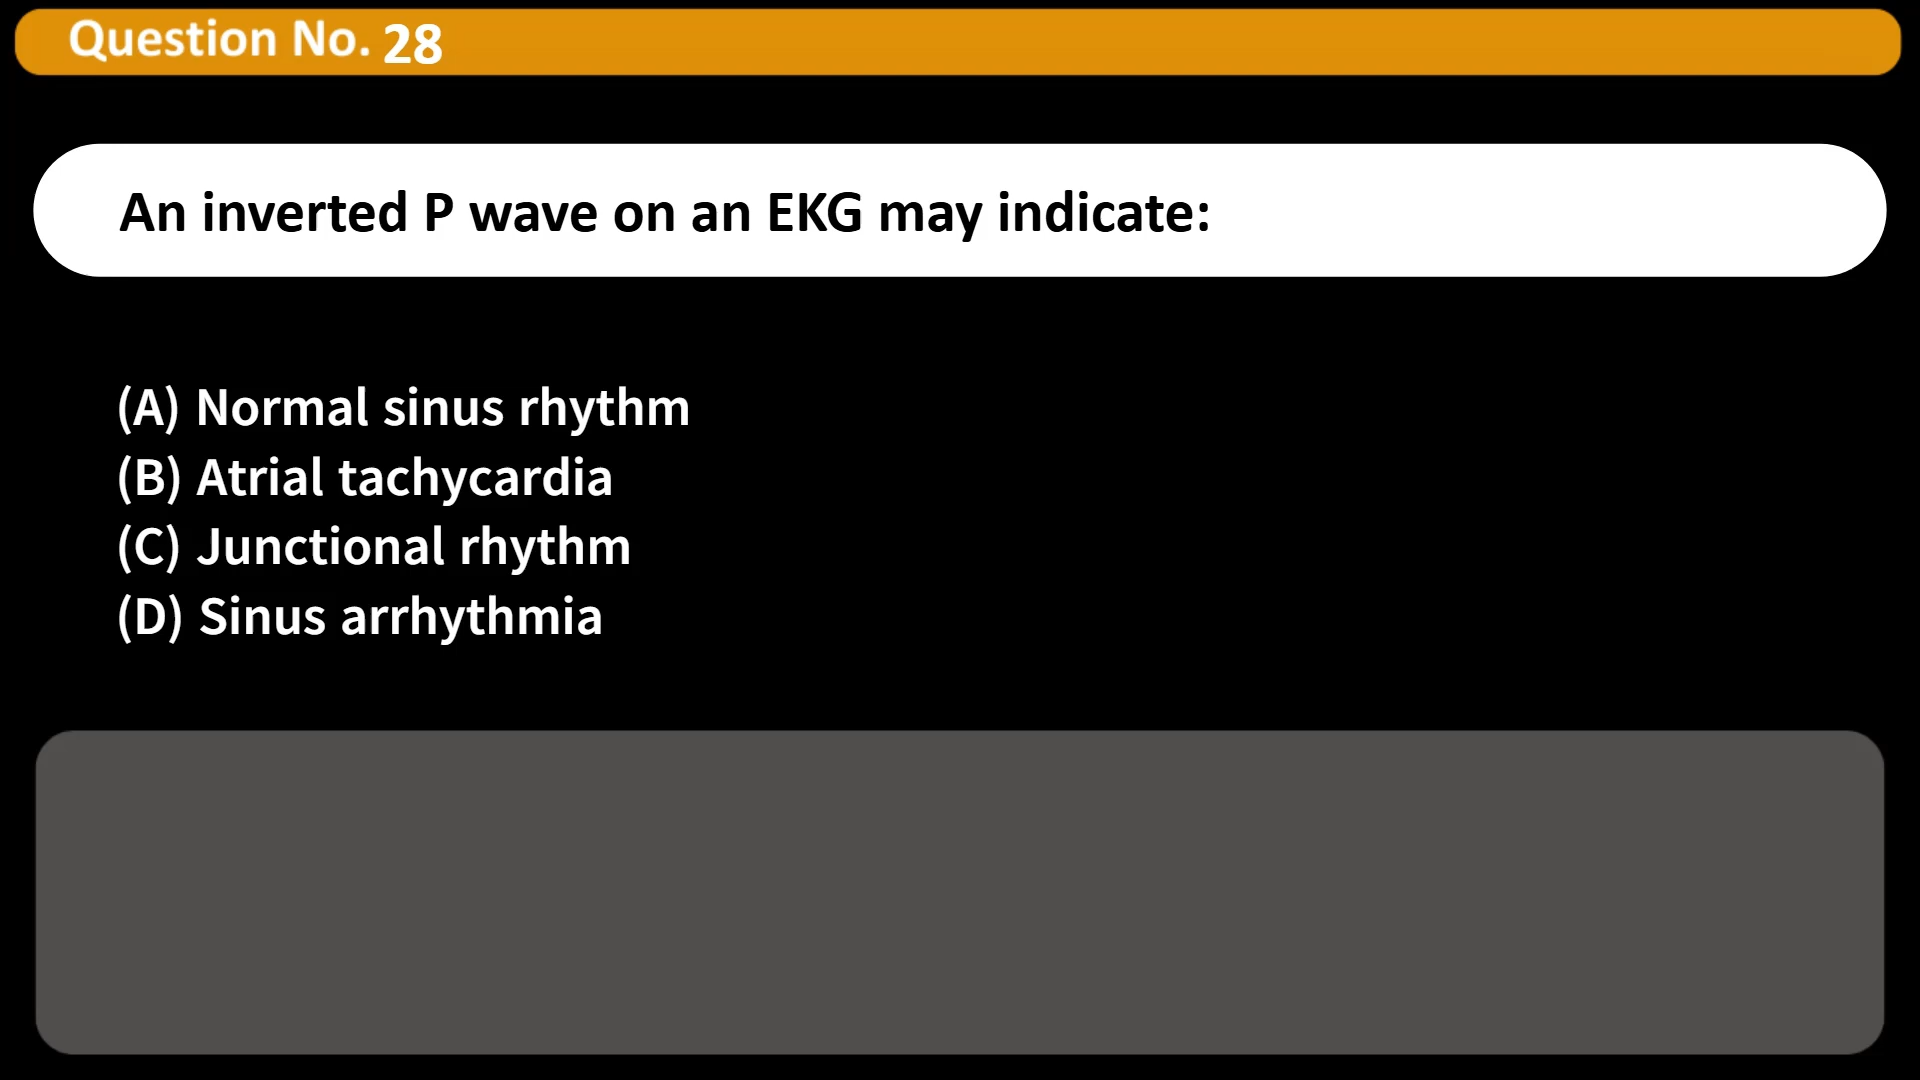 Question No. 28
An inverted P wave on an EKG may indicate:
(A) Normal sinus rhythm
(B) Atrial tachycardia
(C) Junctional rhythm
(D) Sinus arrhythmia